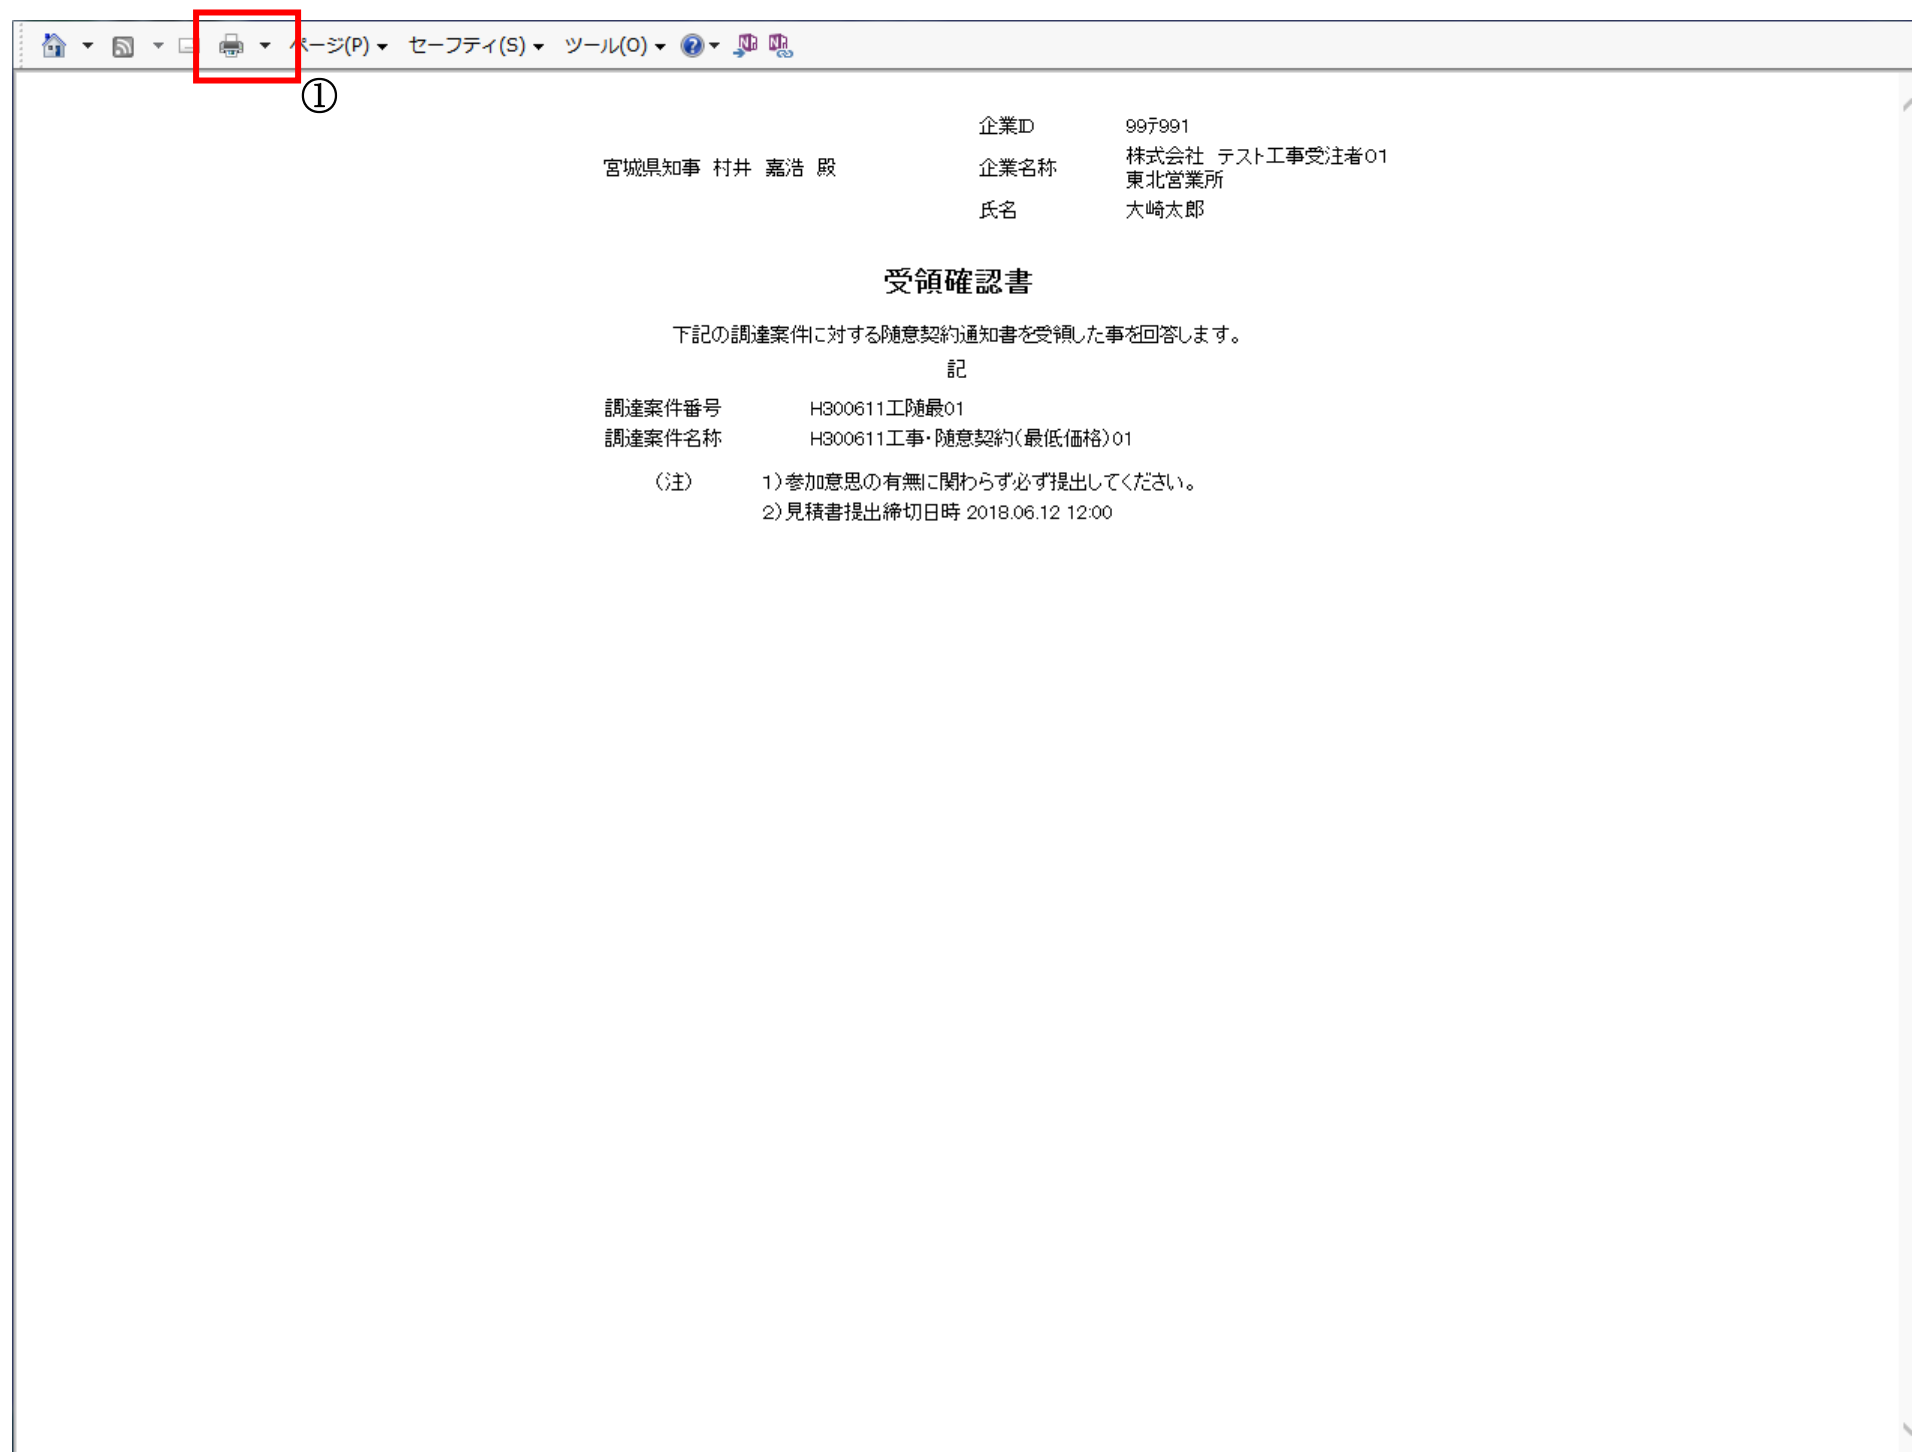 ページ(P) セーフティ(S) ツール(O)
①
企業ID 99〒991
宮城県知事 村井 嘉浩 殿
企業名称 株式会社 テスト工事受注者01
東北営業所
氏名 大崎太郎
受領確認書
下記の調達案件に対する随意契約通知書を受領した事を回答します。
記
調達案件番号 H300611工随最01
調達案件名称 H300611工事・随意契約(最低価格)01
(注) 1)参加意思の有無に関わらず必ず提出してください。
2)見積書提出締切日時 2018.06.12 12:00